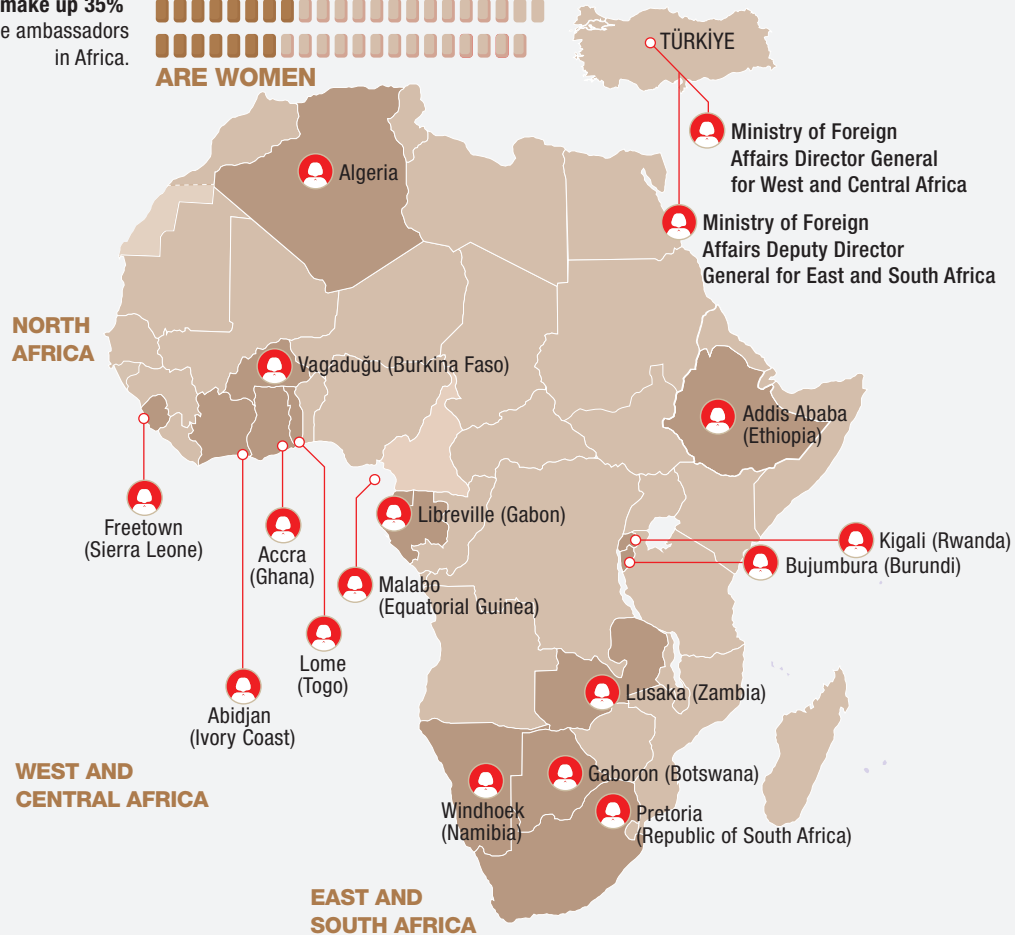 make up 35%
e ambassadors
in Africa.
ARE WOMEN
TÜRKİYE
Ministry of Foreign
Affairs Director General
for West and Central Africa
Ministry of Foreign
Affairs Deputy Director
General for East and South Africa
Algeria
NORTH
AFRICA
Vagaduğu (Burkina Faso)
Addis Ababa
(Ethiopia)
Freetown
(Sierra Leone)
Accra
(Ghana)
Libreville (Gabon)
Kigali (Rwanda)
Bujumbura (Burundi)
Malabo
(Equatorial Guinea)
Lome
(Togo)
Abidjan
(Ivory Coast)
Lusaka (Zambia)
WEST AND
CENTRAL AFRICA
Gaboron (Botswana)
Windhoek
(Namibia)
Pretoria
(Republic of South Africa)
EAST AND
SOUTH AFRICA